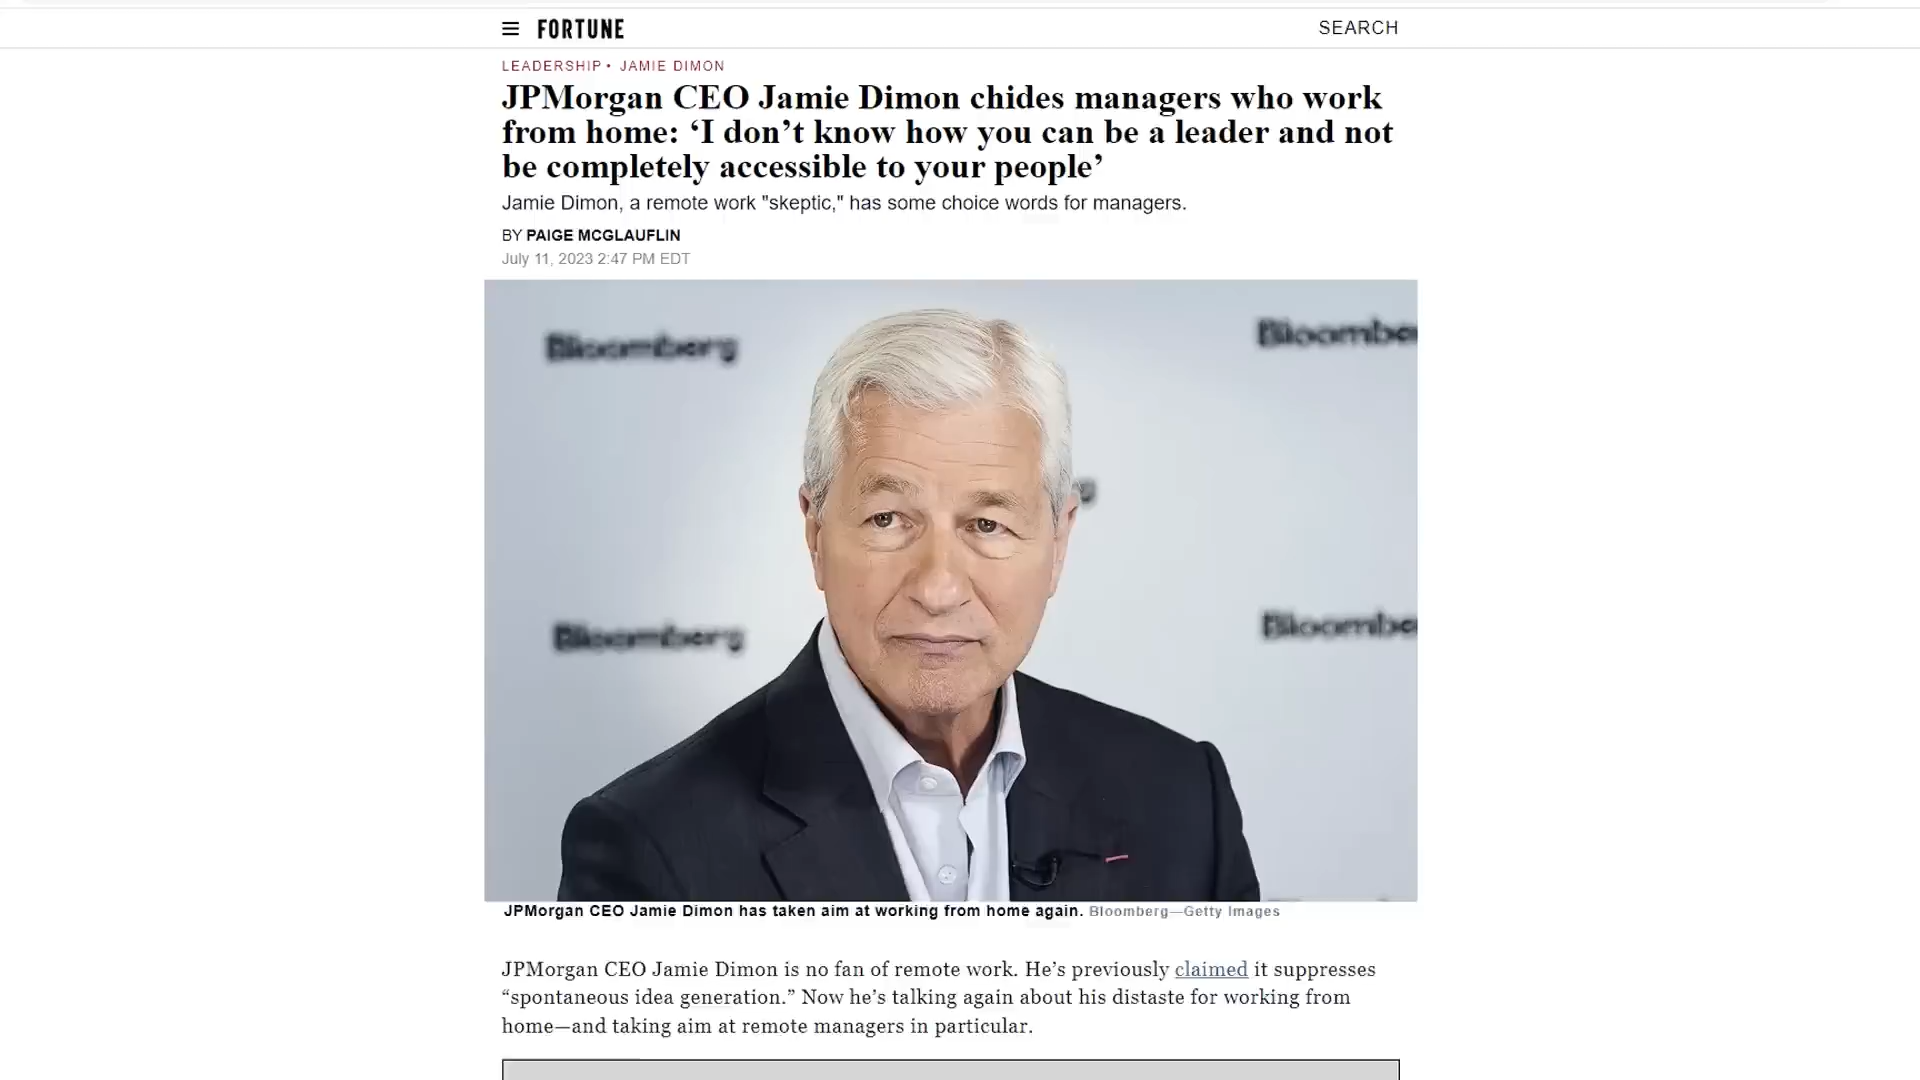 FORTUNE
SEARCH
LEADERSHIP • JAMIE DIMON
JPMorgan CEO Jamie Dimon chides managers who work
from home: ‘I don’t know how you can be a leader and not
be completely accessible to your people’
Jamie Dimon, a remote work "skeptic," has some choice words for managers.
BY PAIGE MCGLAUFLIN
July 11, 2023 2:47 PM EDT
Bloomberg
Bloombe
g
Bloomberg
Bloombe
JPMorgan CEO Jamie Dimon has taken aim at working from home again. Bloomberg—Getty Images
JPMorgan CEO Jamie Dimon is no fan of remote work. He’s previously claimed it suppresses
“spontaneous idea generation.” Now he’s talking again about his distaste for working from
home—and taking aim at remote managers in particular.